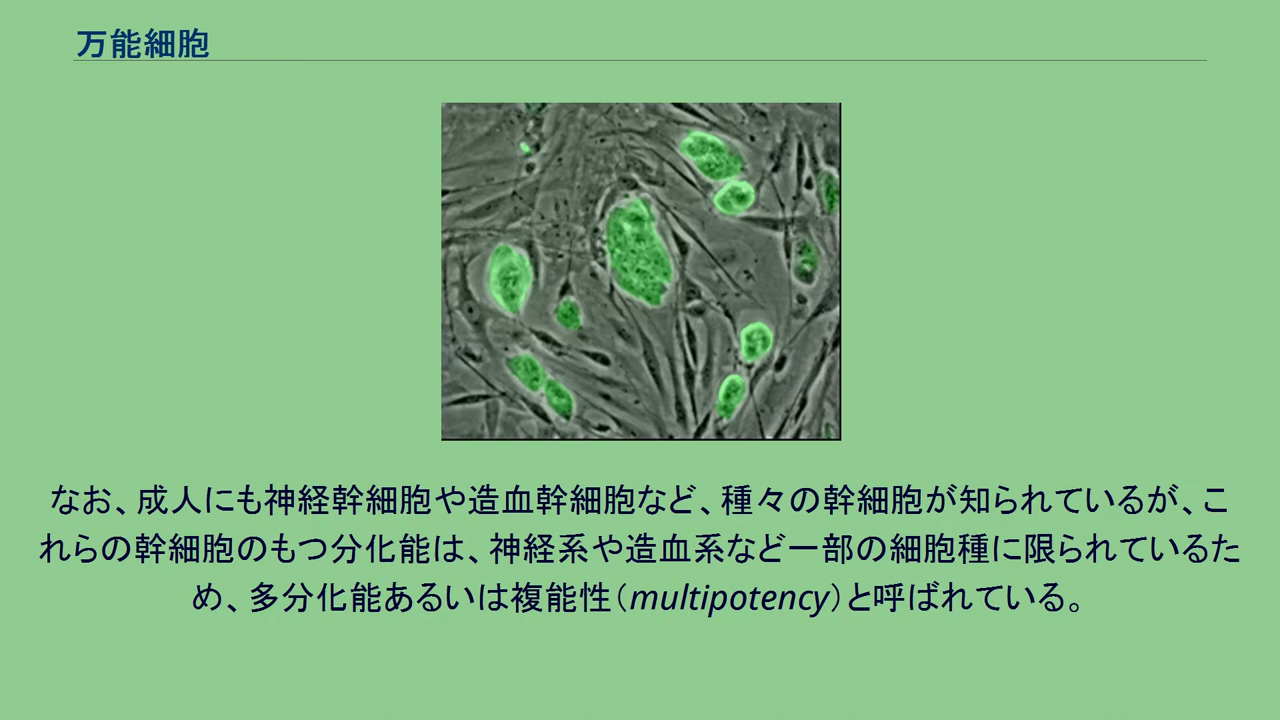 万能細胞
なお、成人にも神経幹細胞や造血幹細胞など、種々の幹細胞が知られているが、こ
れらの幹細胞のもつ分化能は、神経系や造血系など一部の細胞種に限られているた
め、多分化能あるいは複能性（multipotency）と呼ばれている。